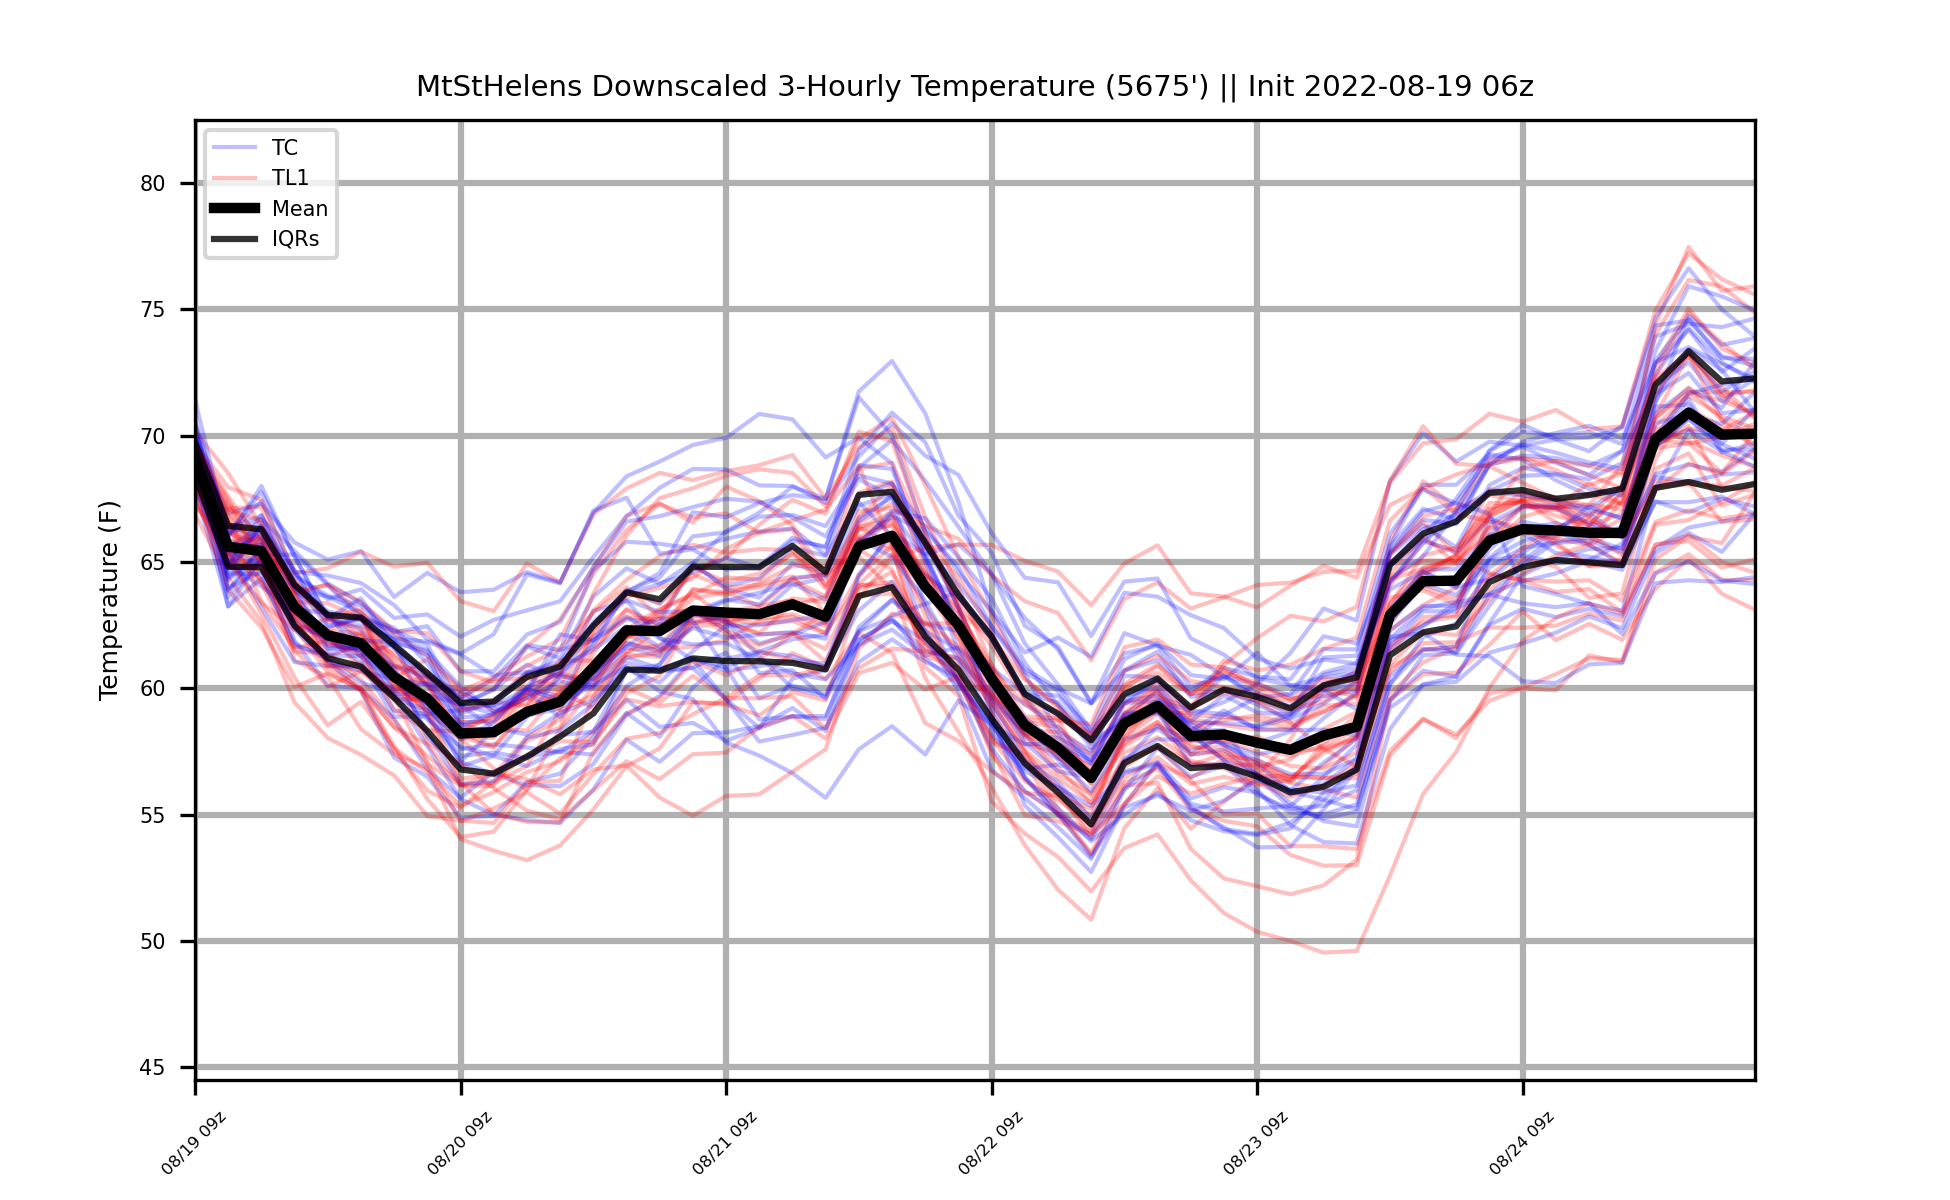 MtStHelens Downscaled 3-Hourly Temperature (5675') || Init 2022-08-19 06z
TC
TL1
Mean
IQRs
Temperature (F)
80
75
70
65
60
55
50
45
08/19 09z
08/20 09z
08/21 09z
08/22 09z
08/23 09z
08/24 09z